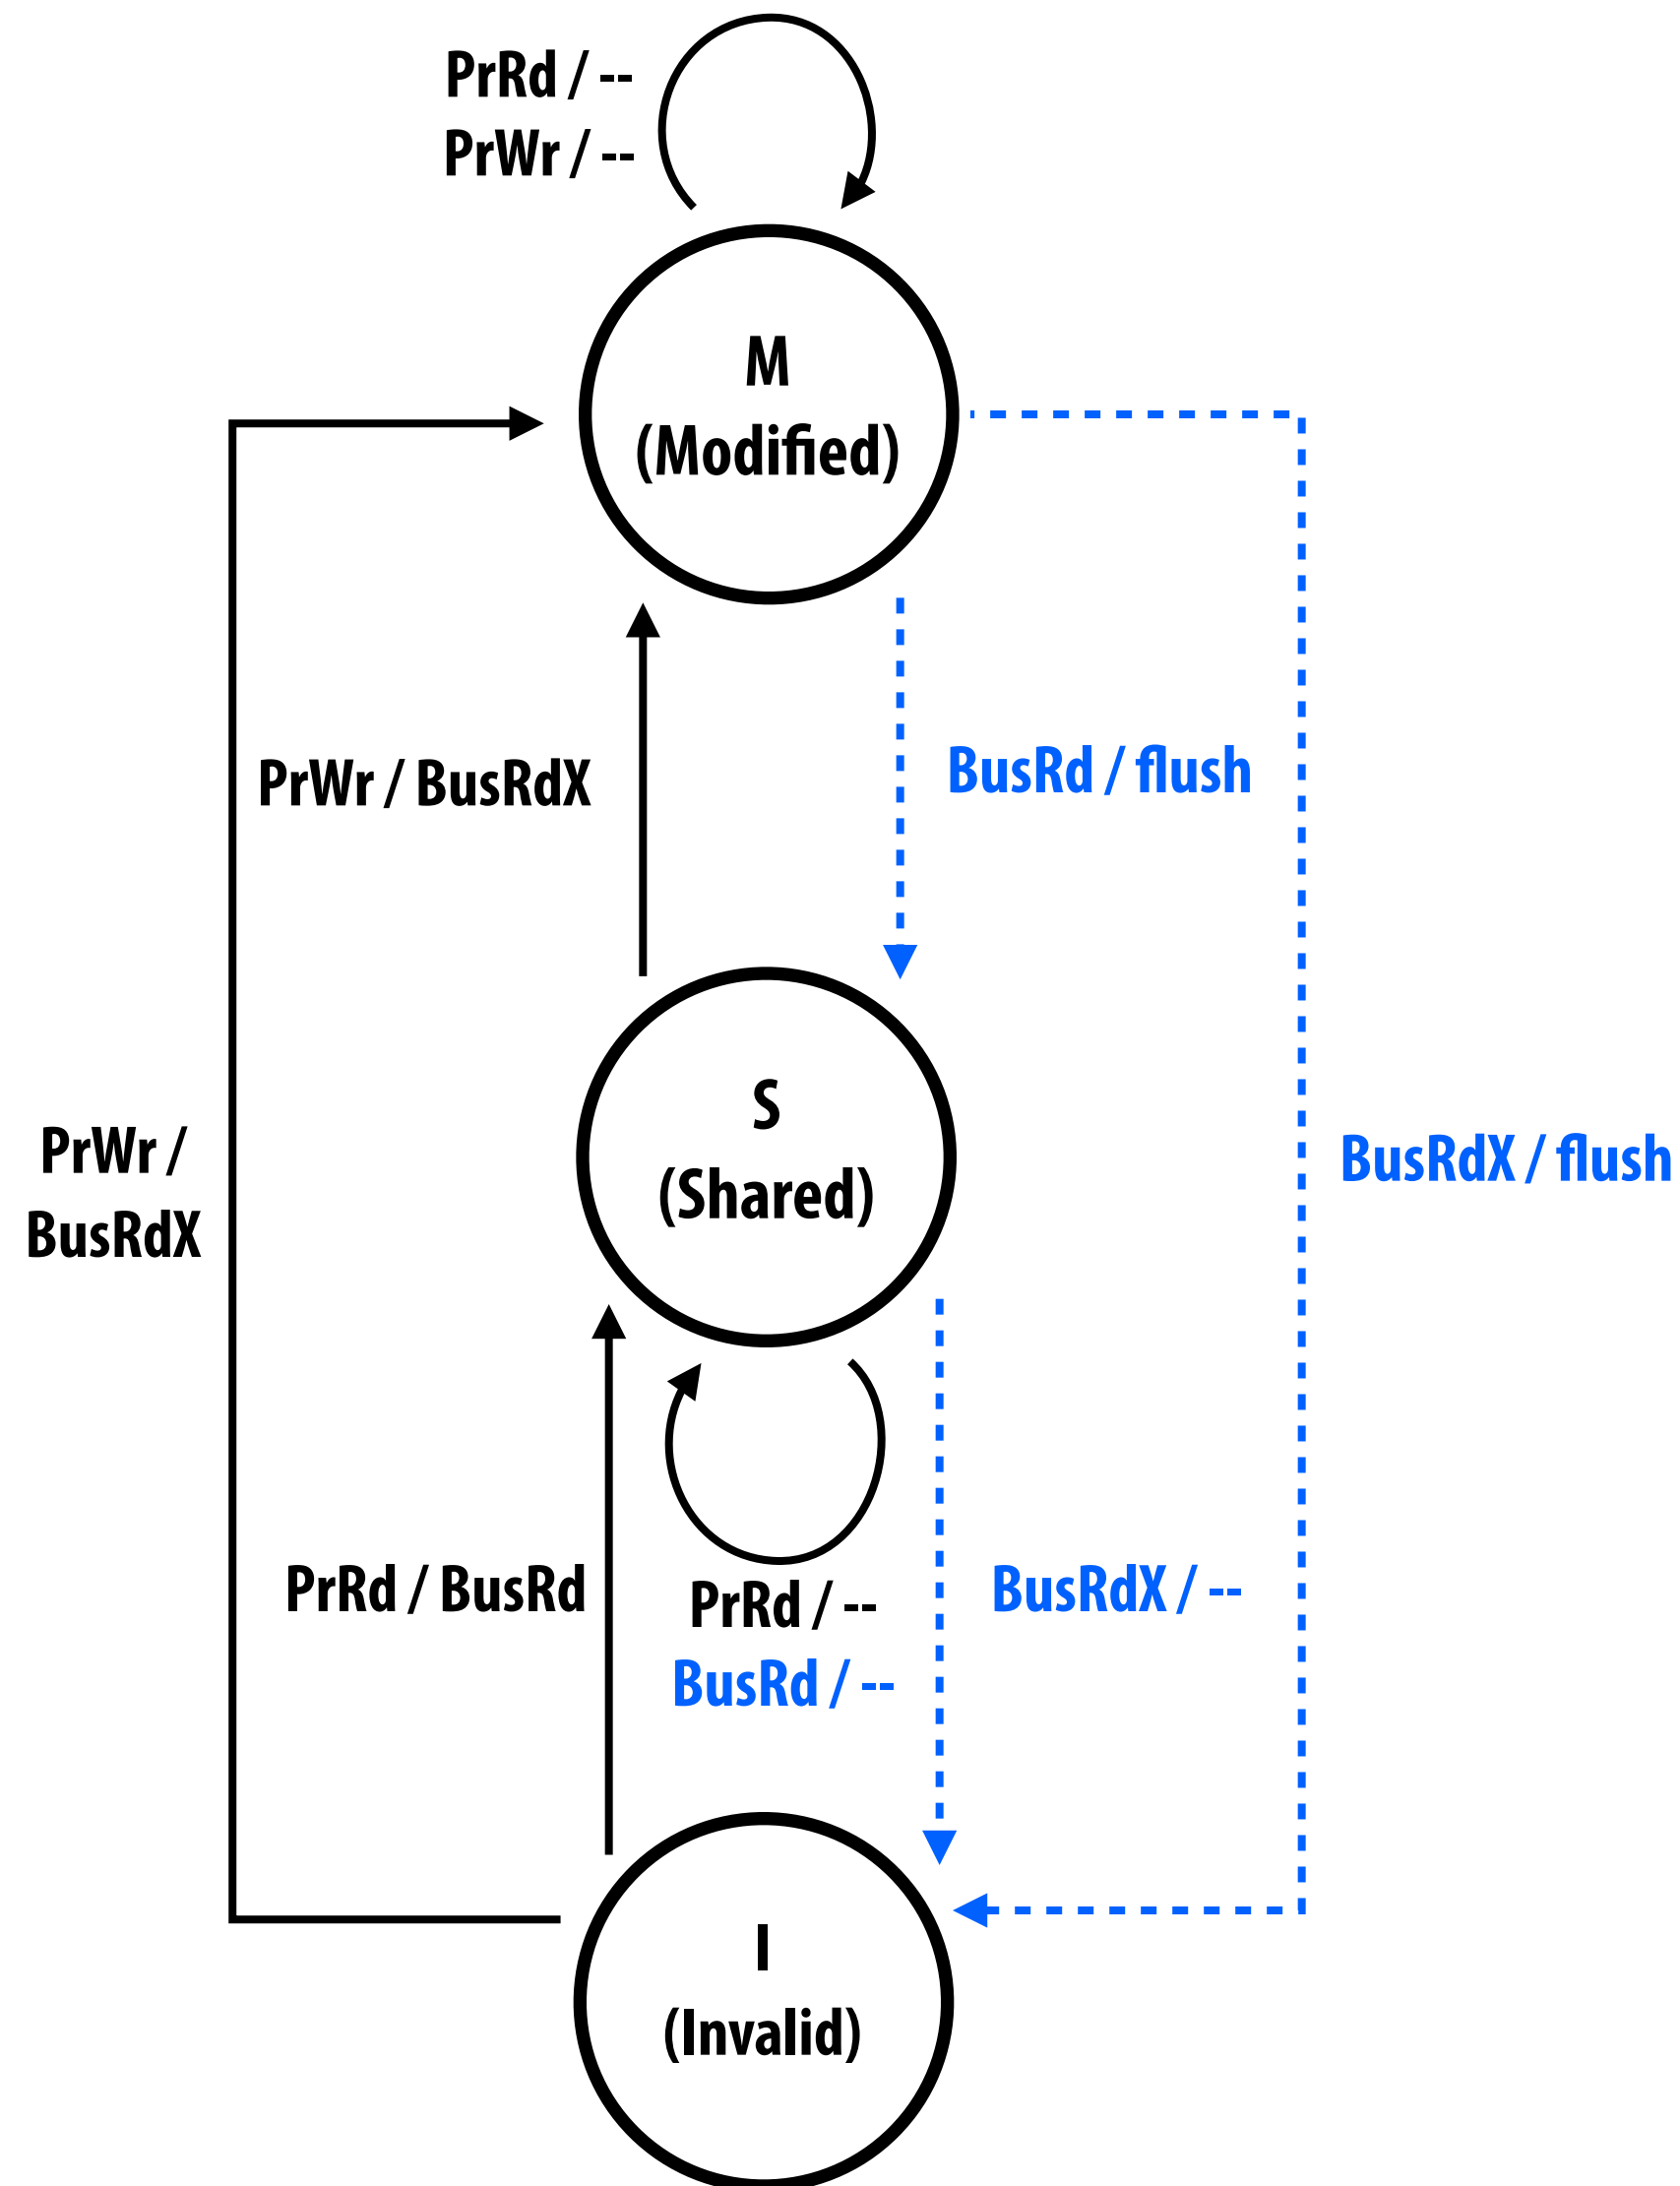 PrRd / --
PrWr / --
M
(Modified)
PrWr / BusRdX
BusRd / flush
S
(Shared)
PrWr /
BusRdX
BusRdX / flush
PrRd / BusRd
PrRd / --
BusRd / --
BusRdX / --
I
(Invalid)